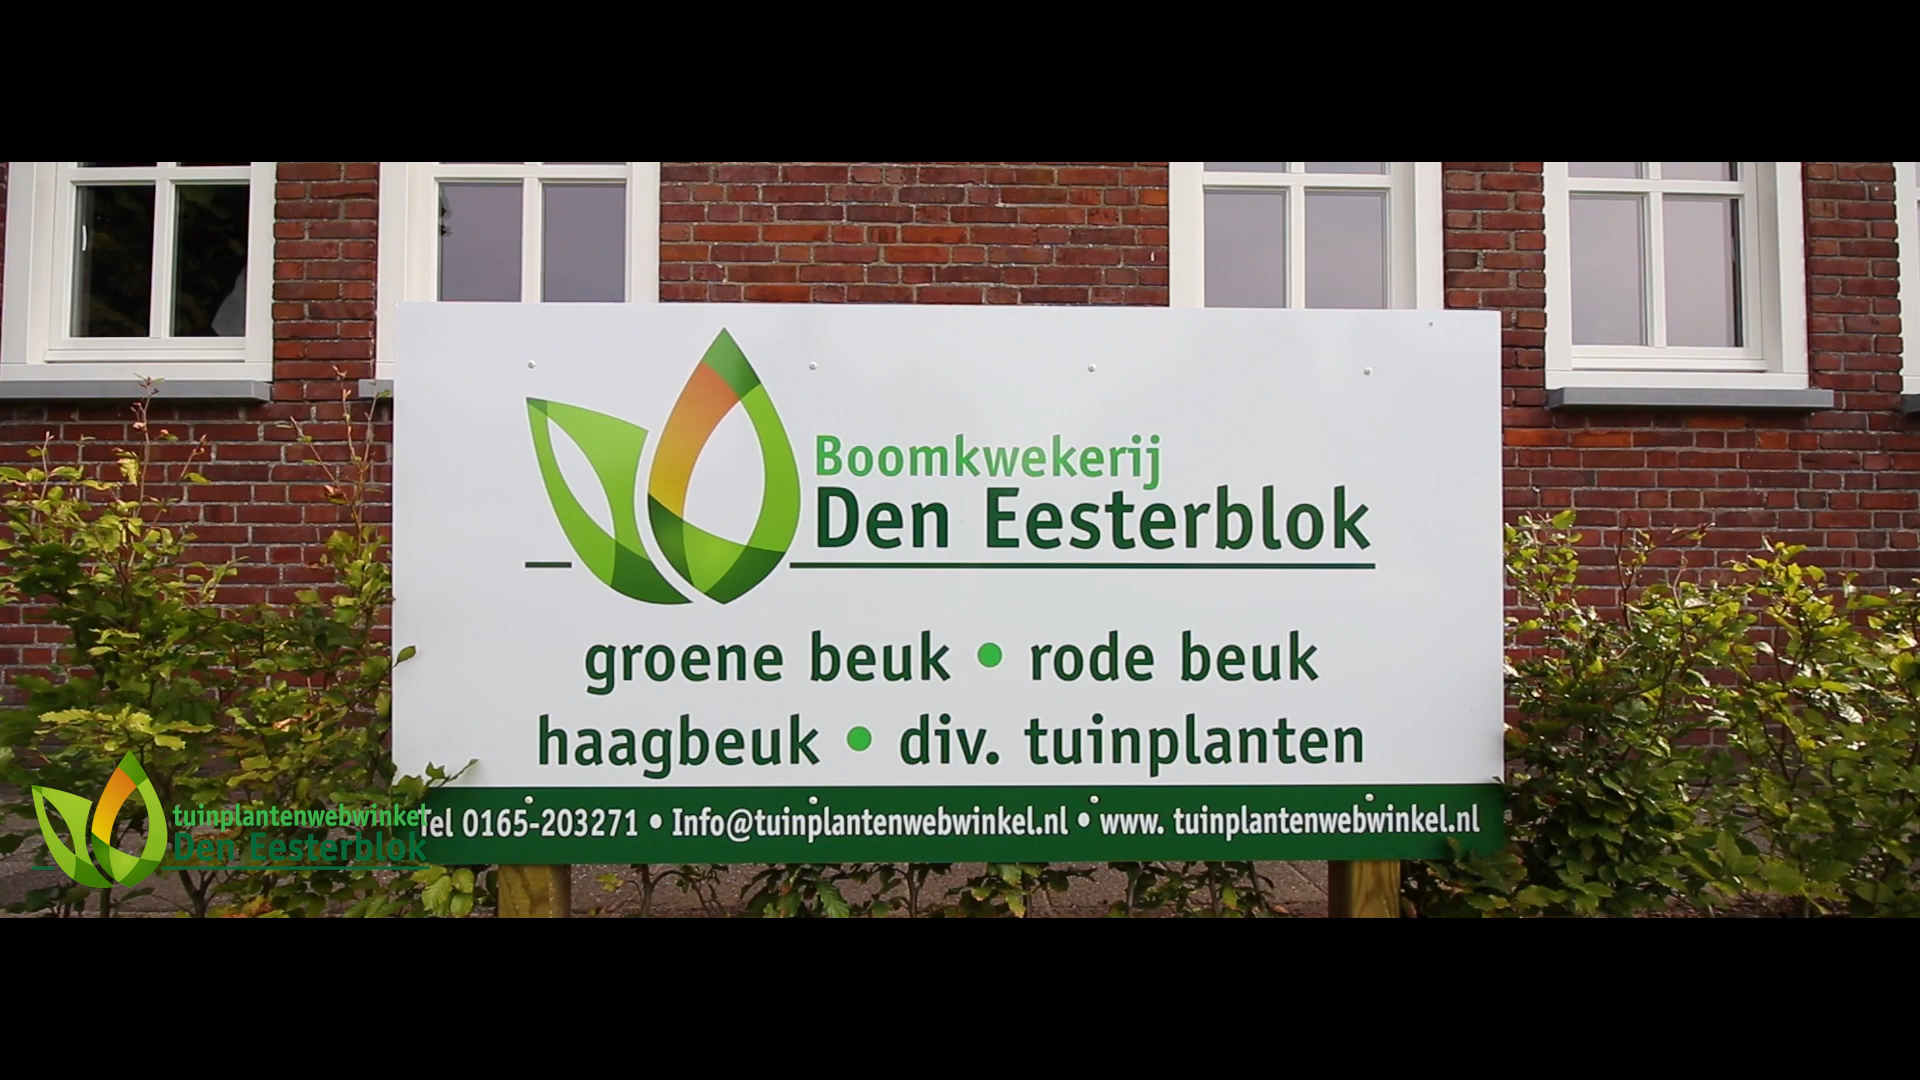 Boomkwekerij
Den Eesterblok
groene beuk • rode beuk
haagbeuk • div. tuinplanten
Tel 0165-203271 • Info@tuinplantenwebwinkel.nl • www. tuinplantenwebwinkel.nl
tuinplantenwebwinkel
Den Eesterblok